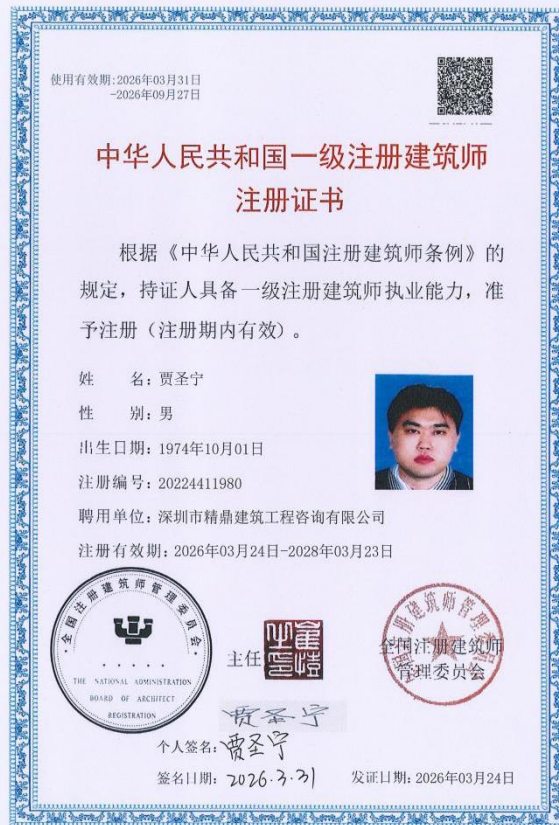 使用有效期:2026年03月31日
-2026年09月27日
中华人民共和国一级注册建筑师
注册证书
根据《中华人民共和国注册建筑师条例》的
规定，持证人具备一级注册建筑师执业能力，准
予注册（注册期内有效）。
姓 名：贾圣宁
性 别：男
出生日期：1974年10月01日
注册编号：20224411980
聘用单位：深圳市精鼎建筑工程咨询有限公司
注册有效期：2026年03月24日-2028年03月23日
全国注册建筑师管理委员会
THE NATIONAL ADMINISTRATION
BOARD OF ARCHITECT
REGISTRATION
主任
全国注册建筑师
管理委员会
贾圣宁
个人签名:贾圣宁
签名日期:2026.3.31
发证日期:2026年03月24日